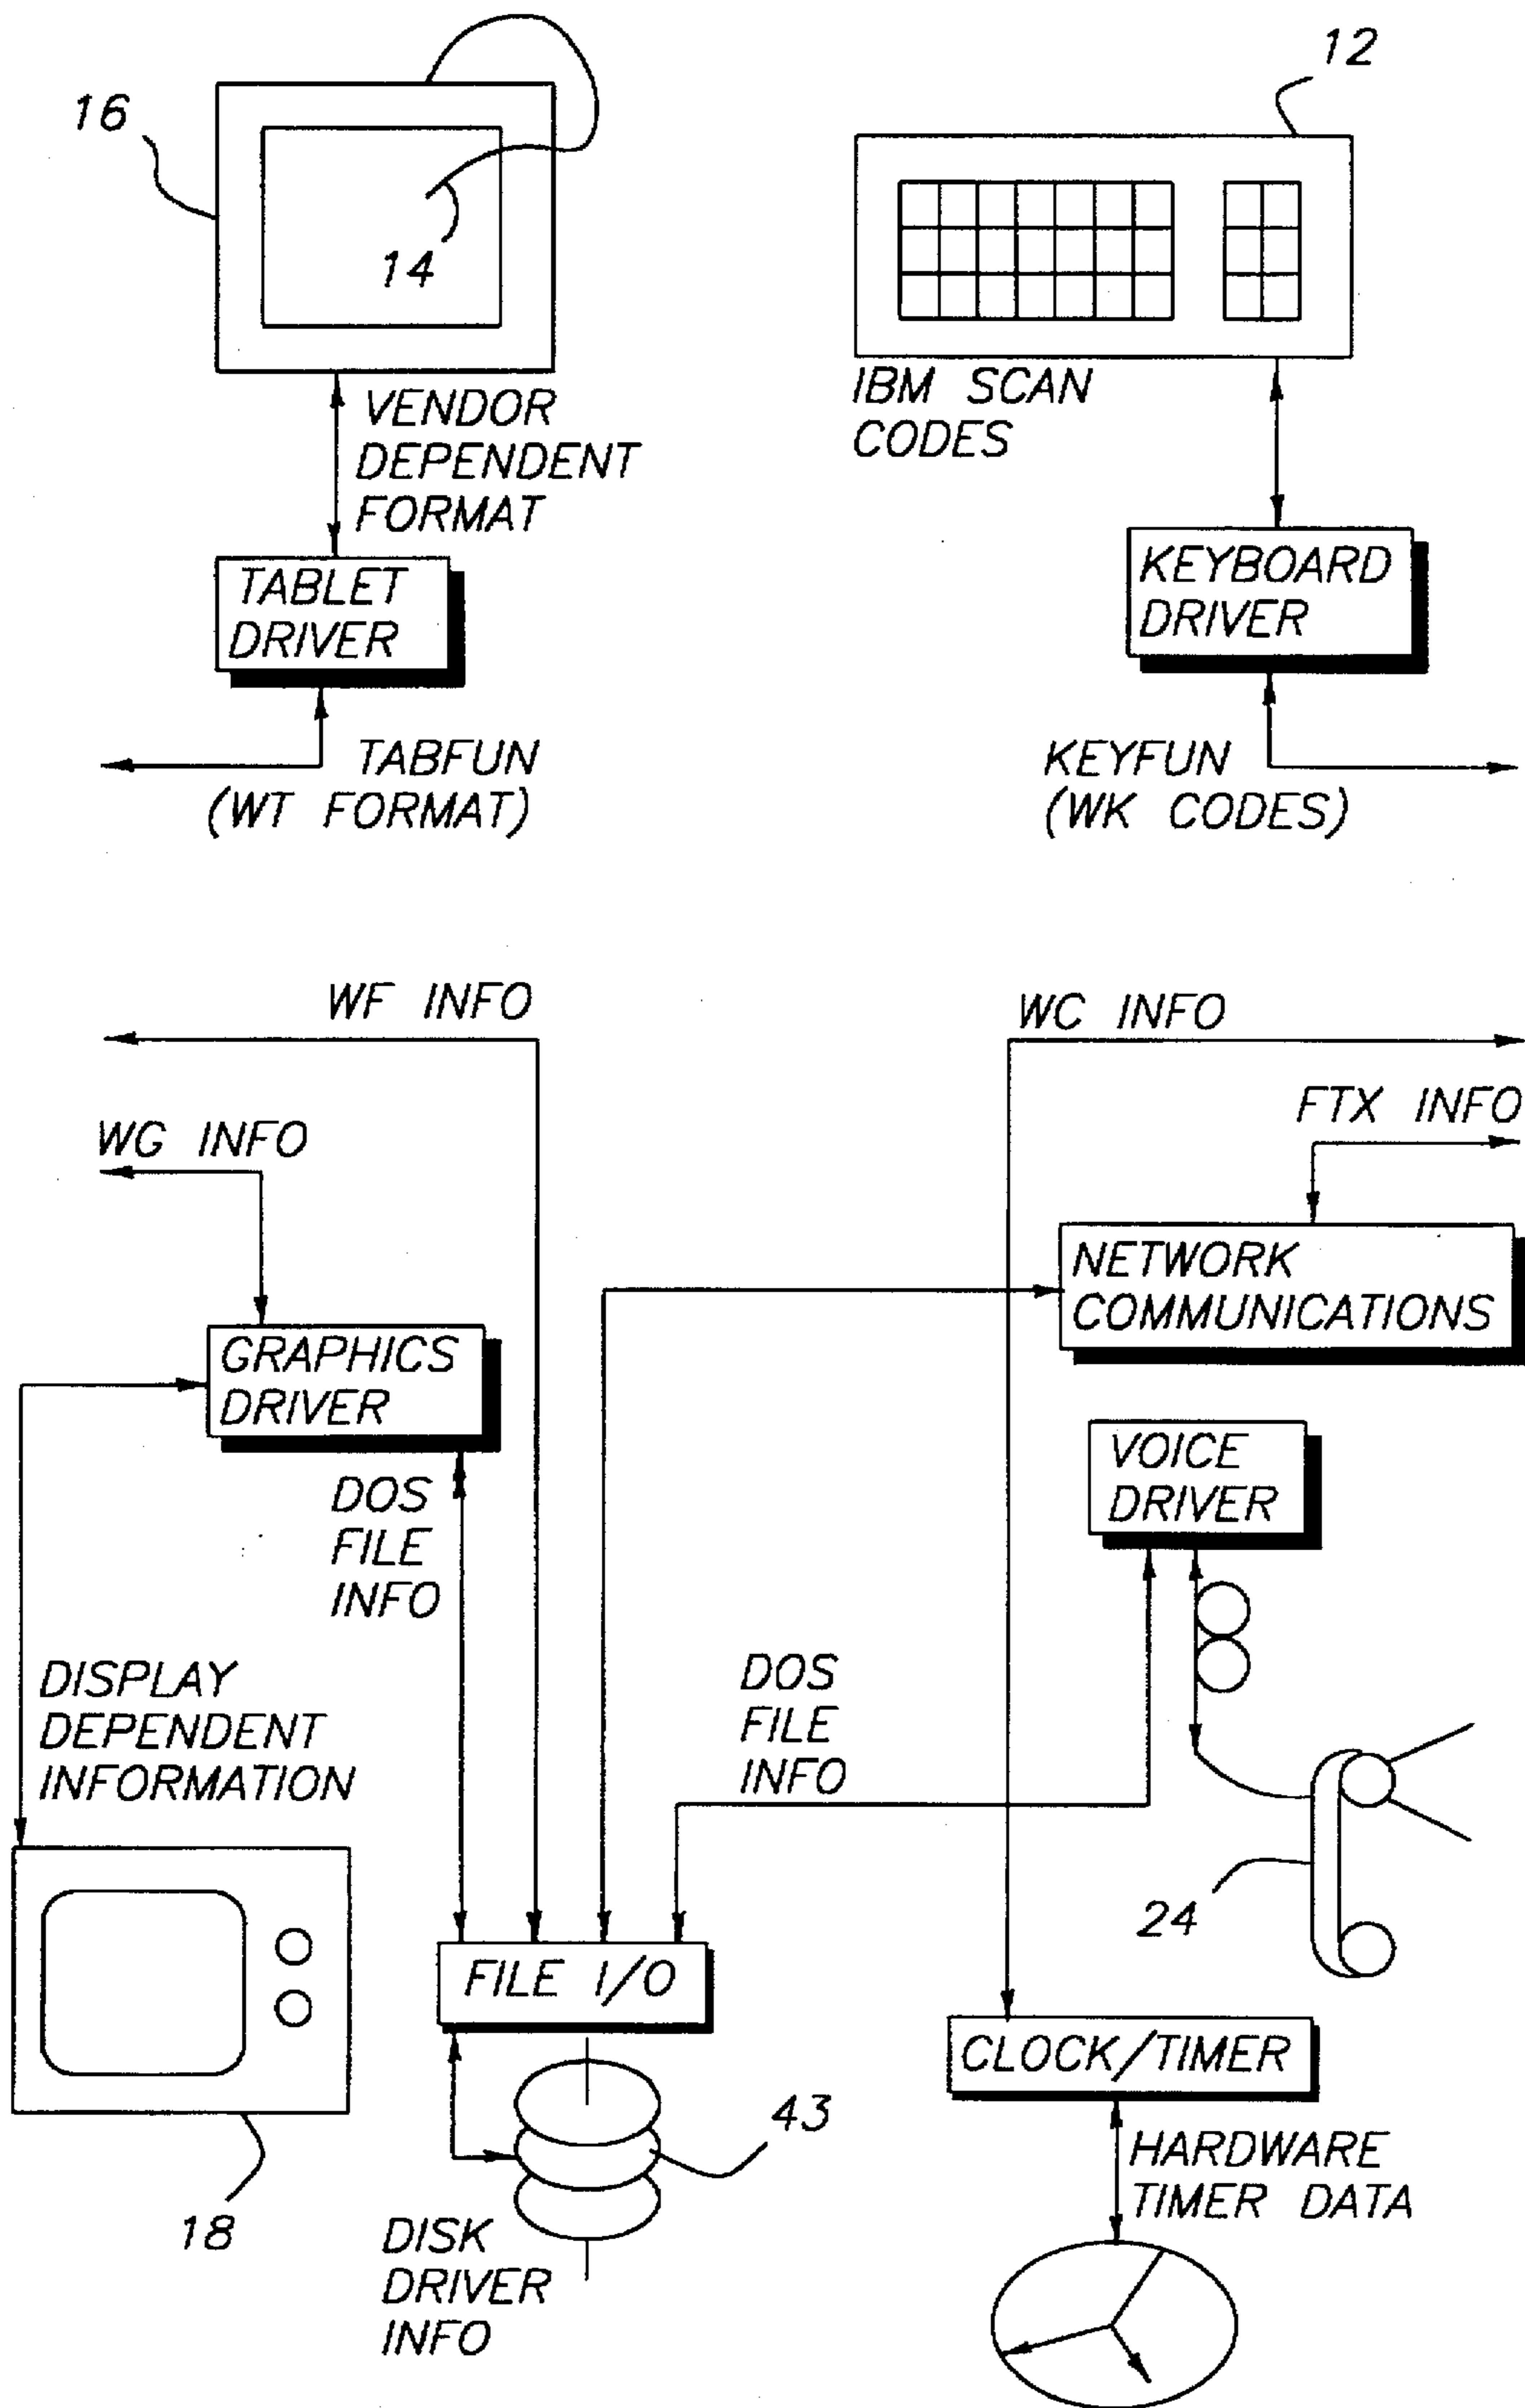 12
16
14
IBM SCAN
CODES
VENDOR
DEPENDENT
FORMAT
TABLET
DRIVER
KEYBOARD
DRIVER
TABFUN
(WT FORMAT)
KEYFUN
(WK CODES)
WF INFO
WC INFO
FTX INFO
WG INFO
NETWORK
COMMUNICATIONS
GRAPHICS
DRIVER
VOICE
DRIVER
DOS
FILE
INFO
DISPLAY
DEPENDENT
INFORMATION
DOS
FILE
INFO
24
FILE I/O
CLOCK/TIMER
43
HARDWARE
TIMER DATA
18
DISK
DRIVER
INFO